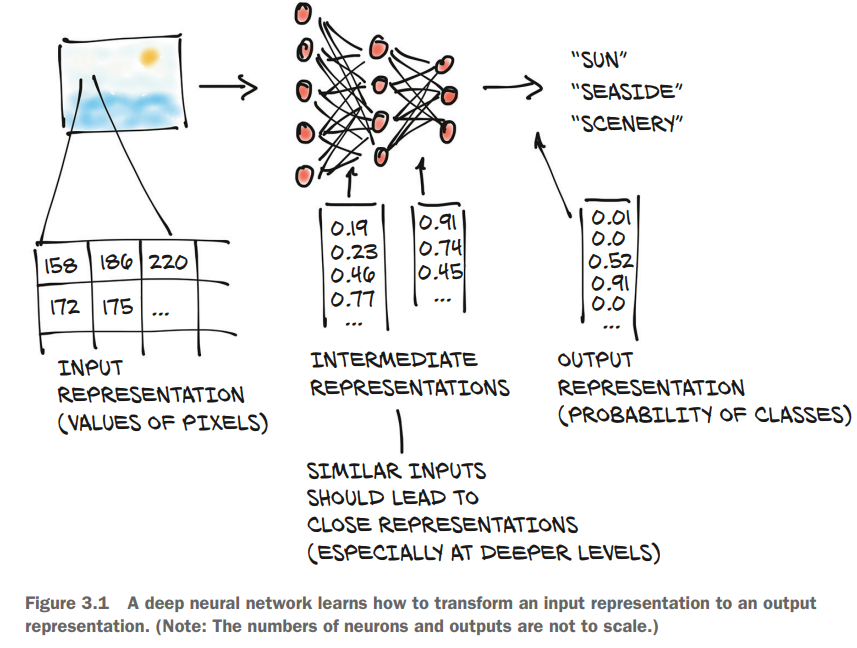 "SUN"
"SEASIDE"
"SCENERY"
158 186 220
172 175 ...
INPUT
REPRESENTATION
(VALUES OF PIXELS)
0.19
0.23
0.46
0.77
...
0.91
0.74
0.45
...
INTERMEDIATE
REPRESENTATIONS
SIMILAR INPUTS
SHOULD LEAD TO
CLOSE REPRESENTATIONS
(ESPECIALLY AT DEEPER LEVELS)
0.01
0.0
0.52
0.91
0.0
...
OUTPUT
REPRESENTATION
(PROBABILITY OF CLASSES)
Figure 3.1 A deep neural network learns how to transform an input representation to an output
representation. (Note: The numbers of neurons and outputs are not to scale.)